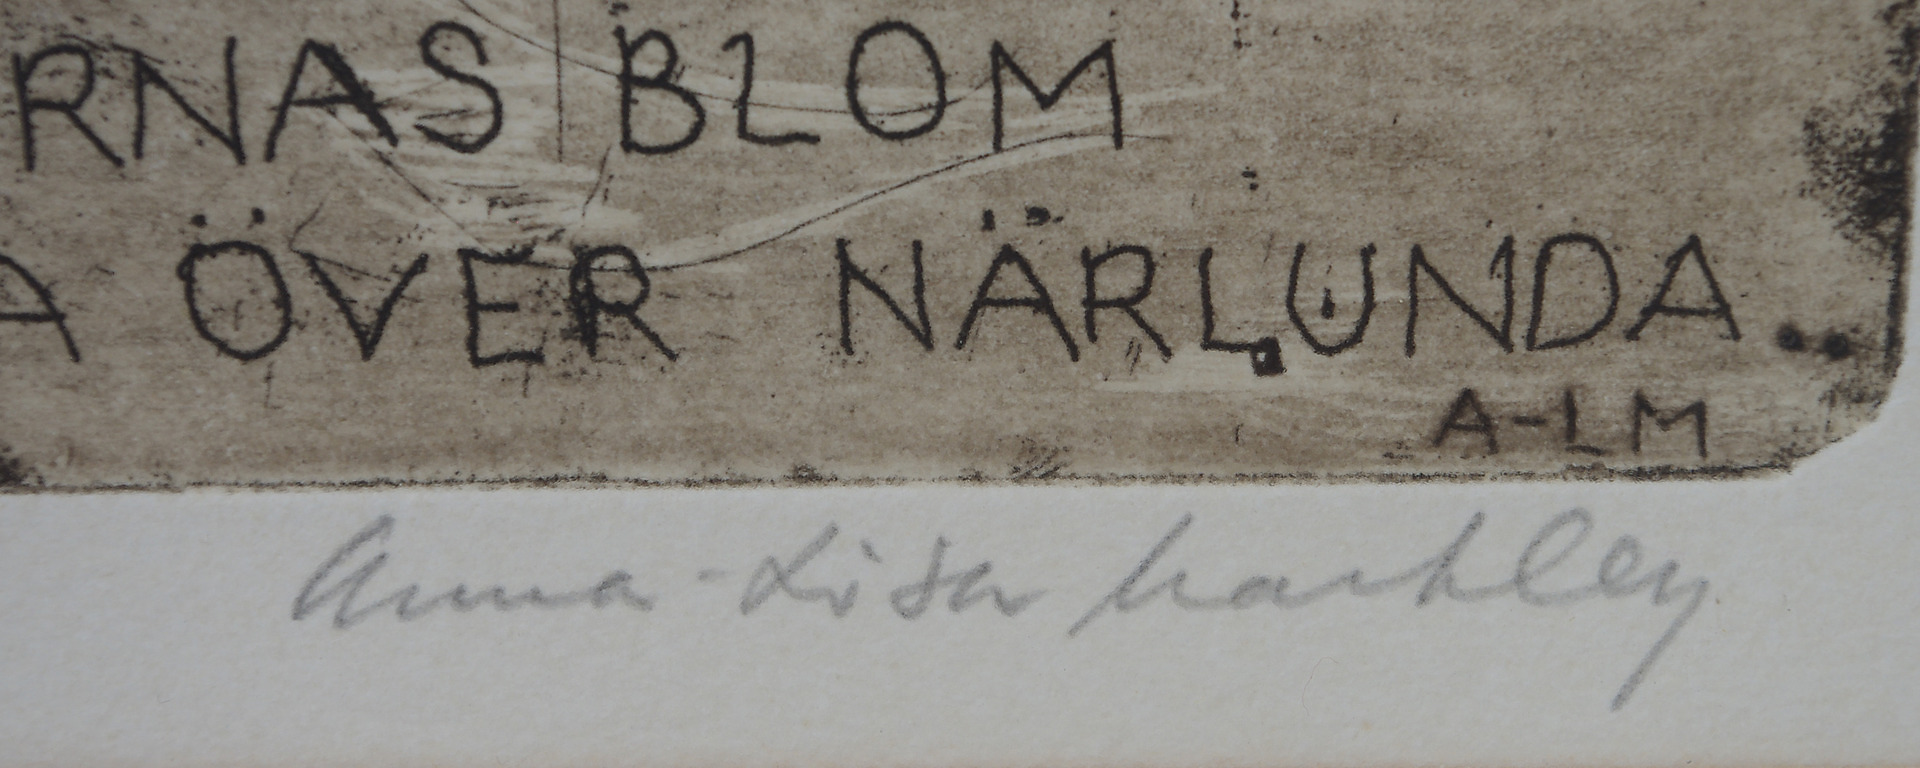 RNAS BLOM
A ÖVER NÄRLUNDA..
A-LM
Anna-Lisa